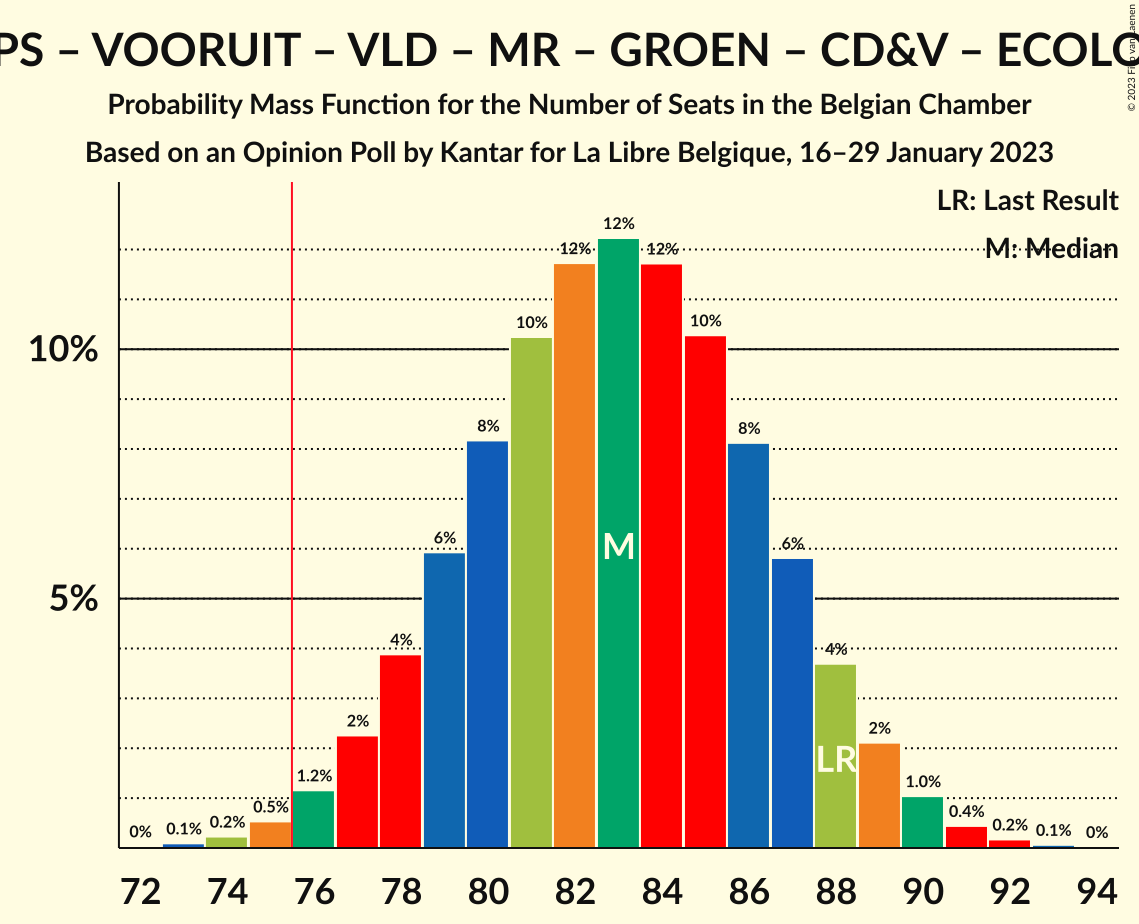 PS – VOORUIT – VLD – MR – GROEN – CD&V – ECOLO
Probability Mass Function for the Number of Seats in the Belgian Chamber
Based on an Opinion Poll by Kantar for La Libre Belgique, 16–29 January 2023
LR: Last Result
M: Median
10%
5%
0%
0.1%
0.2%
0.5%
1.2%
2%
4%
6%
8%
10%
12%
12%
12%
10%
8%
6%
4%
2%
1.0%
0.4%
0.2%
0.1%
0%
M
LR
72 74 76 78 80 82 84 86 88 90 92 94
© 2023 Filip van Laenen